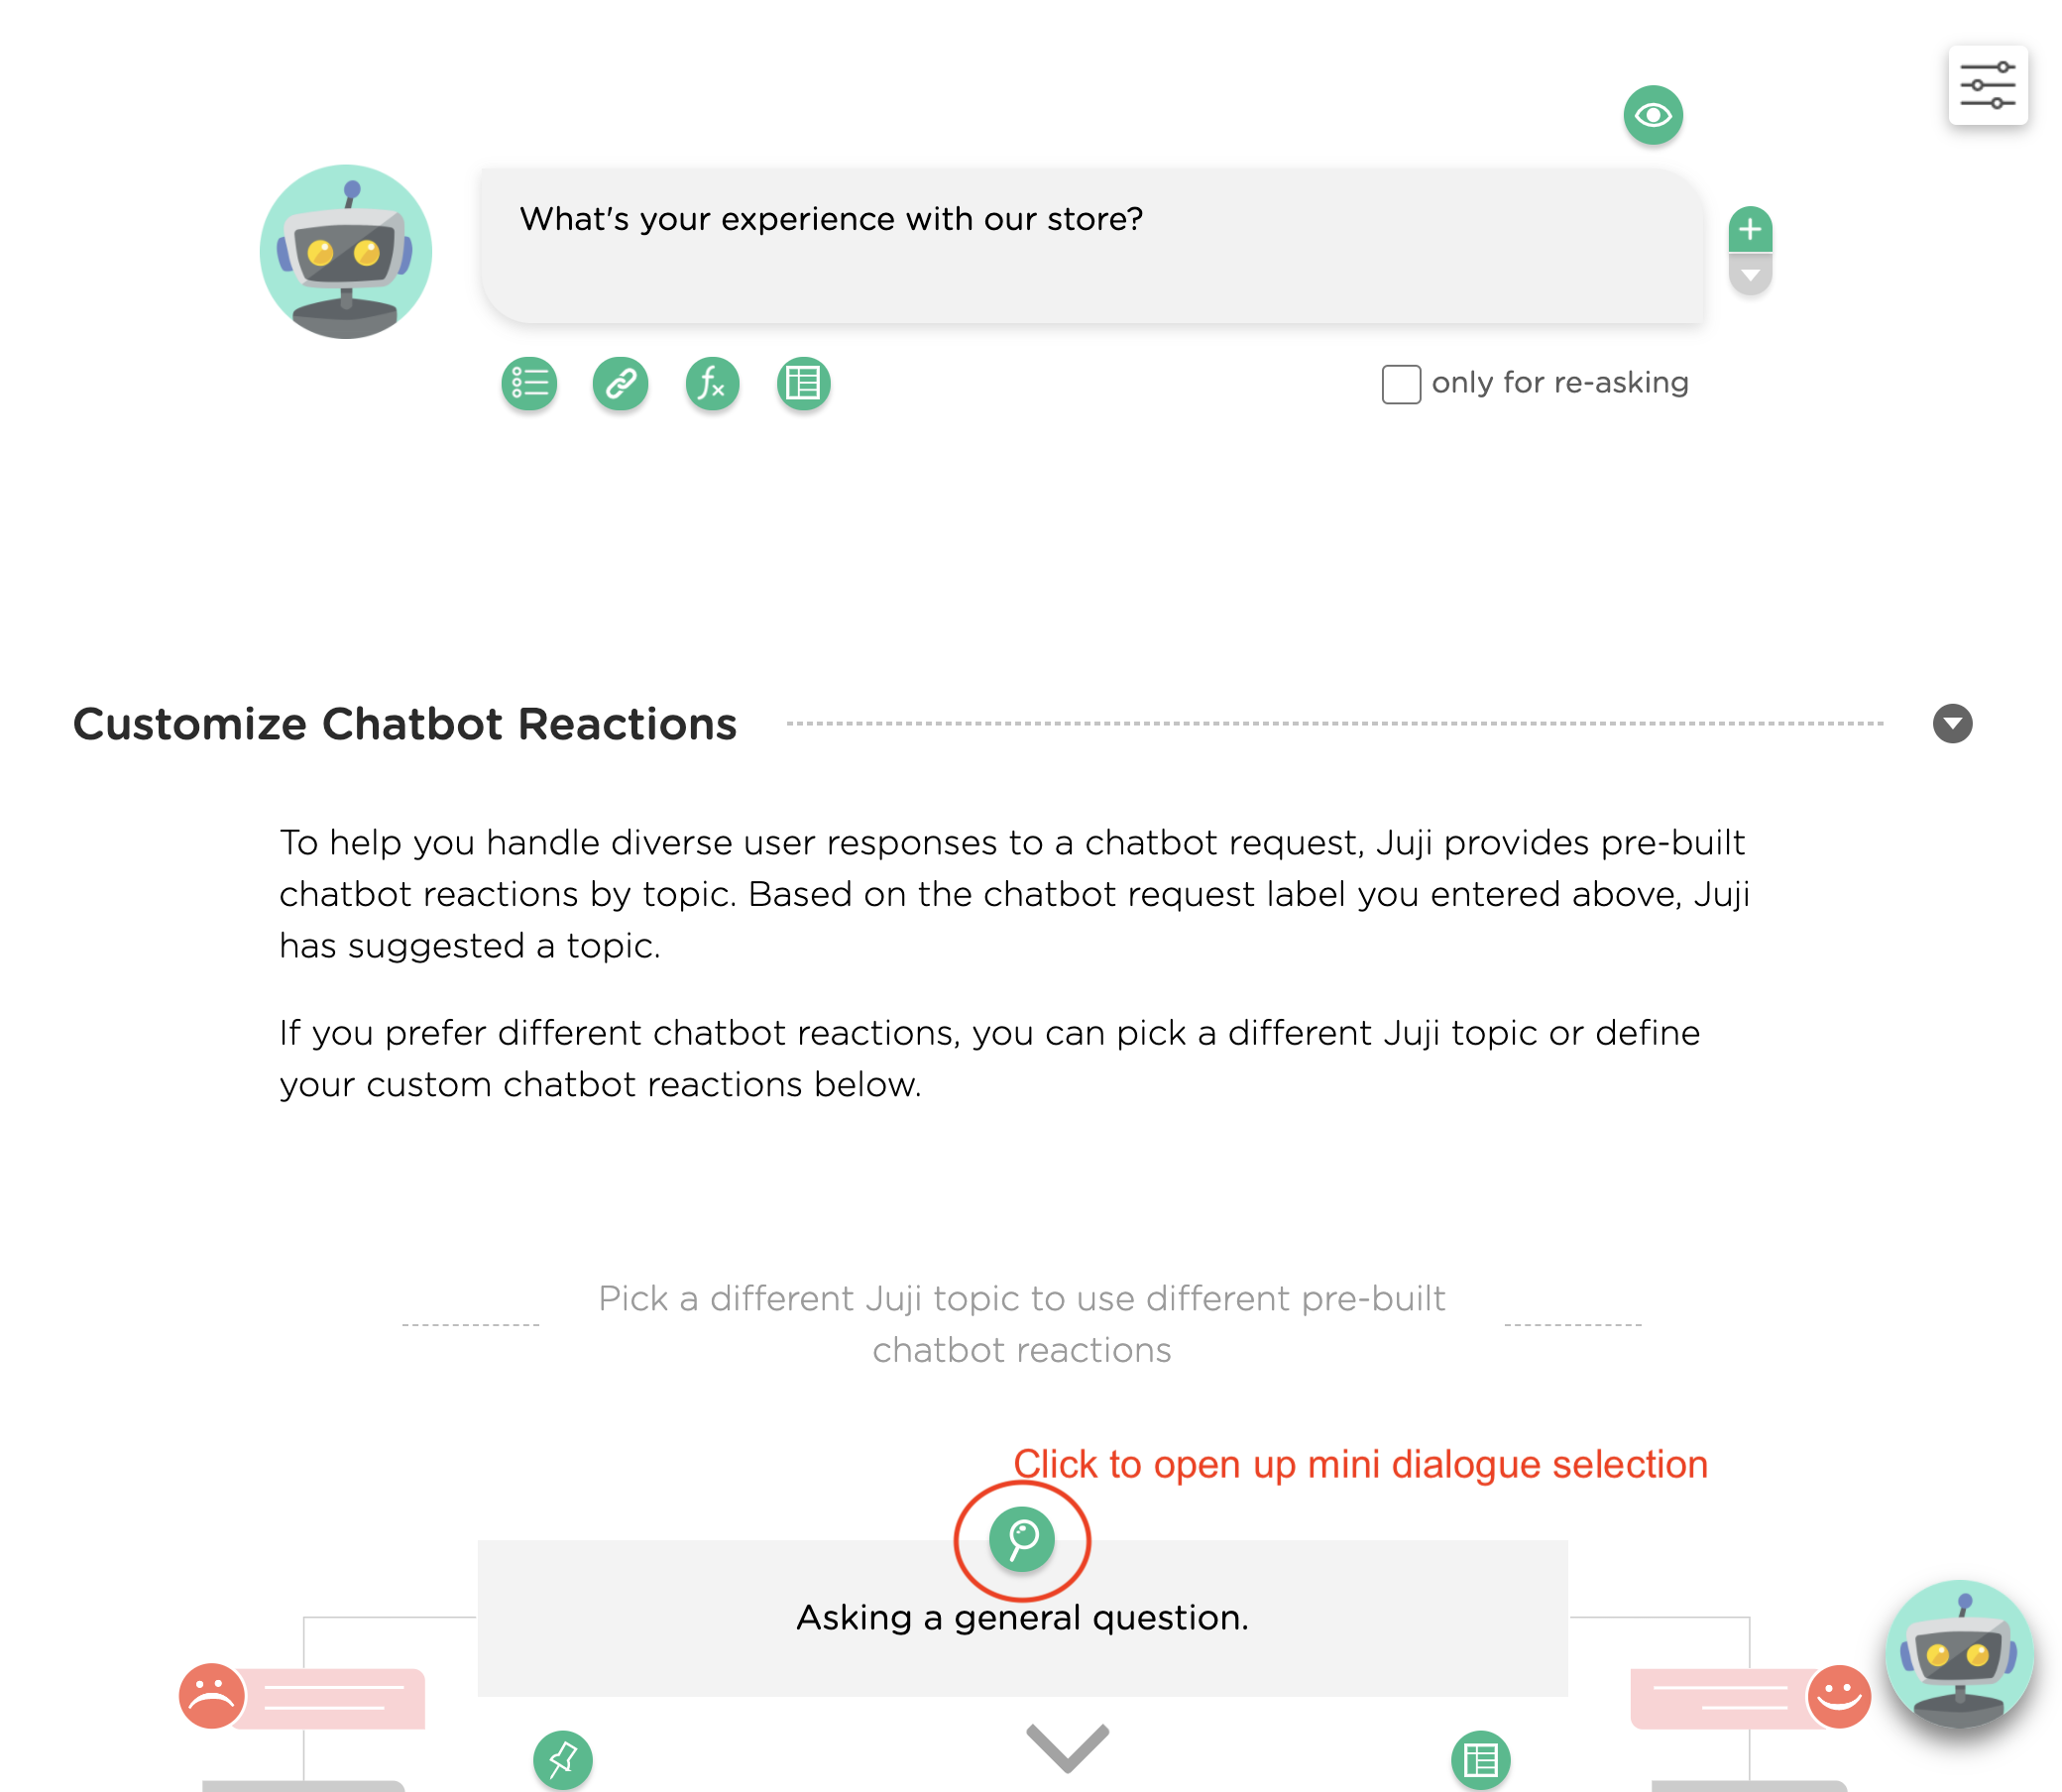 What's your experience with our store?
only for re-asking
Customize Chatbot Reactions
To help you handle diverse user responses to a chatbot request, Juji provides pre-built
chatbot reactions by topic. Based on the chatbot request label you entered above, Juji
has suggested a topic.
If you prefer different chatbot reactions, you can pick a different Juji topic or define
your custom chatbot reactions below.
Pick a different Juji topic to use different pre-built
chatbot reactions
Click to open up mini dialogue selection
Asking a general question.